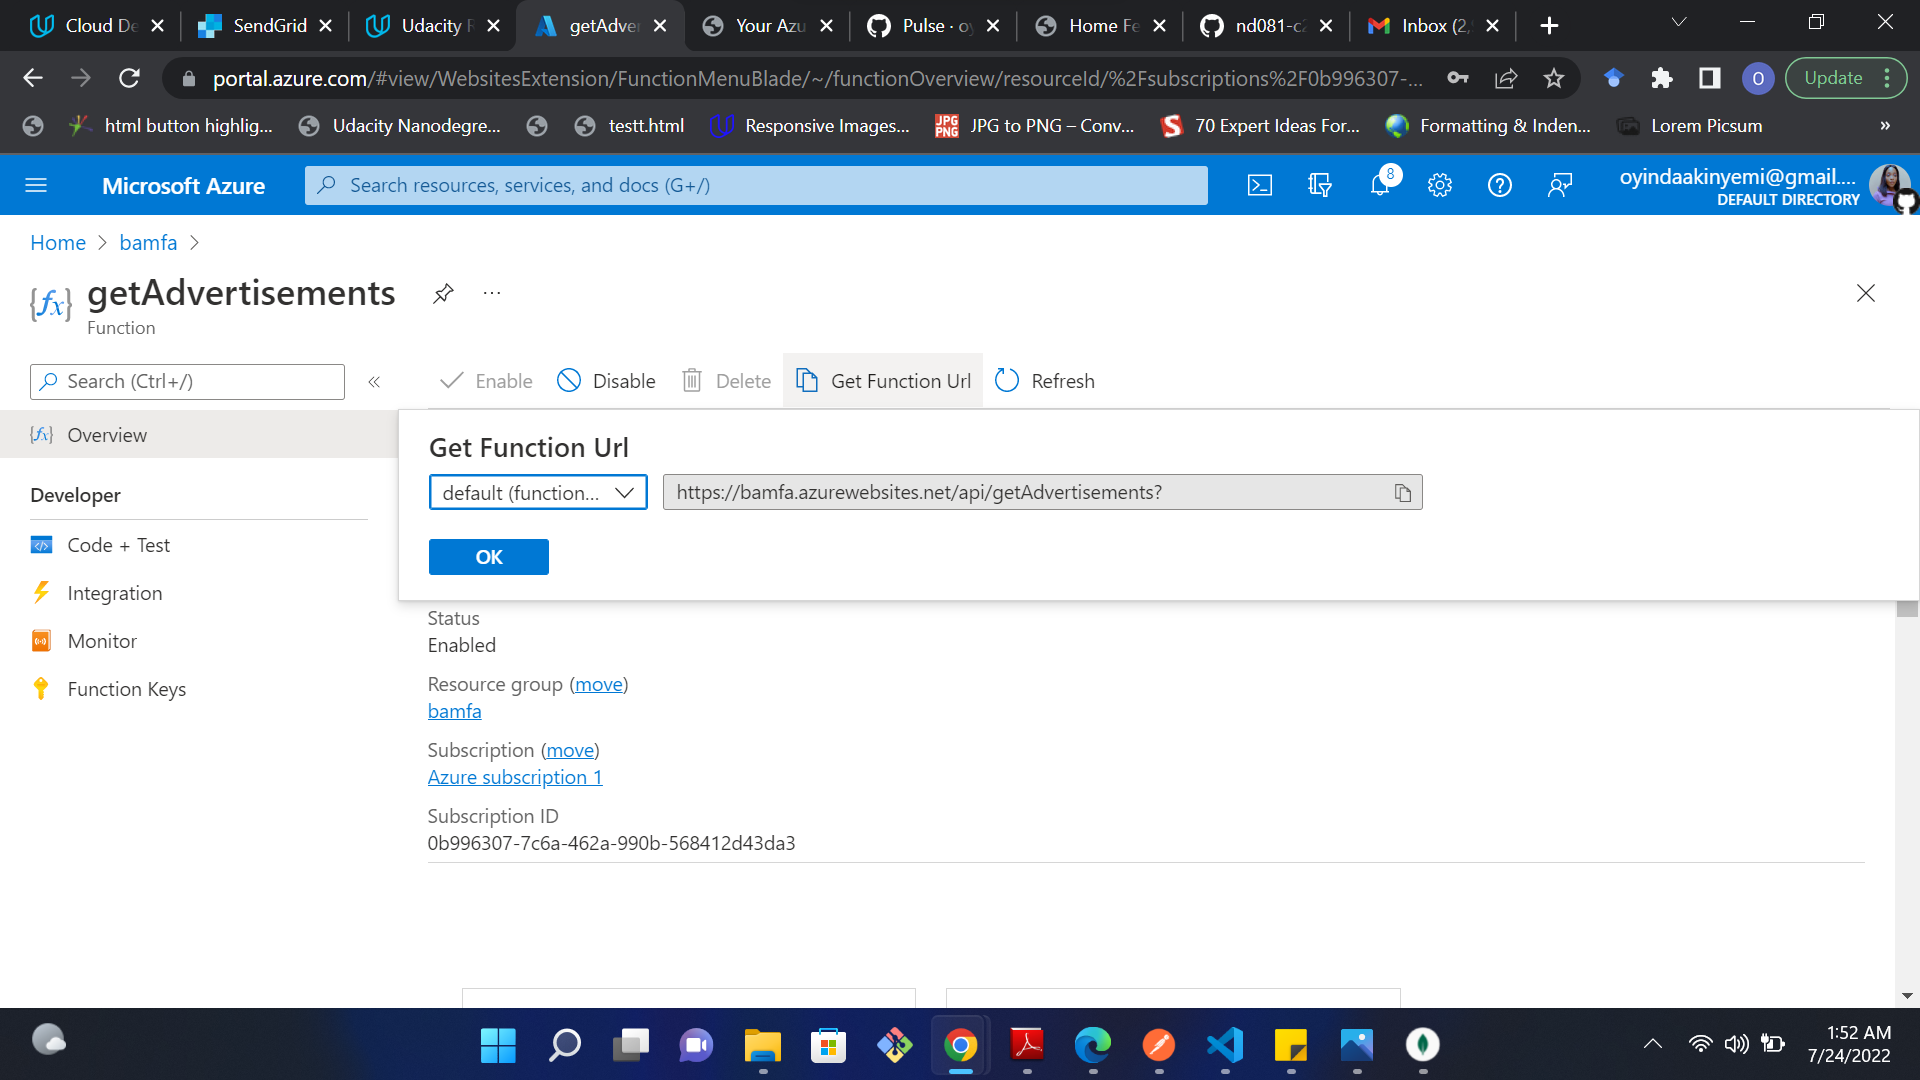 Cloud De
SendGrid
Udacity R
getAdver
Your Azu
Pulse · oy
Home Fe
nd081-c2
Inbox (2,
portal.azure.com/#view/WebsitesExtension/FunctionMenuBlade/~/functionOverview/resourceId/%2Fsubscriptions%2F0b996307-...
O
Update
html button highlig...
Udacity Nanodegre...
testt.html
Responsive Images...
JPG PNG
JPG to PNG – Conv...
70 Expert Ideas For...
Formatting & Inden...
Lorem Picsum
»
Microsoft Azure
Search resources, services, and docs (G+/)
8
oyindaakinyemi@gmail....
DEFAULT DIRECTORY
Home
bamfa
getAdvertisements
...
Function
Search (Ctrl+/)
«
Enable
Disable
Delete
Get Function Url
Refresh
Overview
Get Function Url
default (function...
https://bamfa.azurewebsites.net/api/getAdvertisements?
OK
Developer
Code + Test
Integration
Monitor
Function Keys
Status
Enabled
Resource group (move)
bamfa
Subscription (move)
Azure subscription 1
Subscription ID
0b996307-7c6a-462a-990b-568412d43da3
1:52 AM
7/24/2022